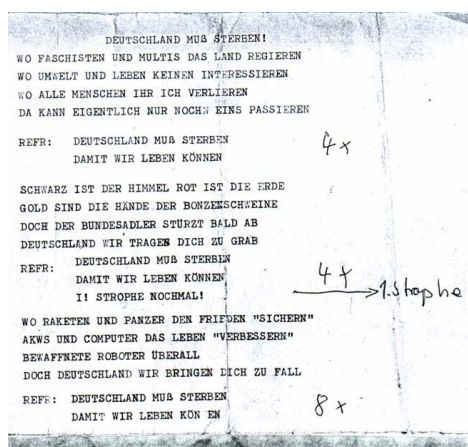 DEUTSCHLAND MUß STERBEN!
WO FASCHISTEN UND MULTIS DAS LAND REGIEREN
WO UMWELT UND LEBEN KEINEN INTERESSIEREN
WO ALLE MENSCHEN IHR ICH VERLIEREN
DA KANN EIGENTLICH NUR NOCHN EINS PASSIEREN
REFR: DEUTSCHLAND MUß STERBEN
DAMIT WIR LEBEN KÖNNEN 4x
SCHWARZ IST DER HIMMEL ROT IST DIE ERDE
GOLD SIND DIE HÄNDE DER BONZENSCHWEINE
DOCH DER BUNDESADLER STÜRZT BALD AB
DEUTSCHLAND WIR TRAGEN DICH ZU GRAB
REFR: DEUTSCHLAND MUß STERBEN
DAMIT WIR LEBEN KÖNNEN 4x
I! STROPHE NOCHMAL! 1. Strophe
WO RAKETEN UND PANZER DEN FRIEDEN "SICHERN"
AKWS UND COMPUTER DAS LEBEN "VERBESSERN"
BEWAFFNETE ROBOTER ÜBERALL
DOCH DEUTSCHLAND WIR BRINGEN DICH ZU FALL
REFR: DEUTSCHLAND MUß STERBEN
DAMIT WIR LEBEN KÖN EN 8x